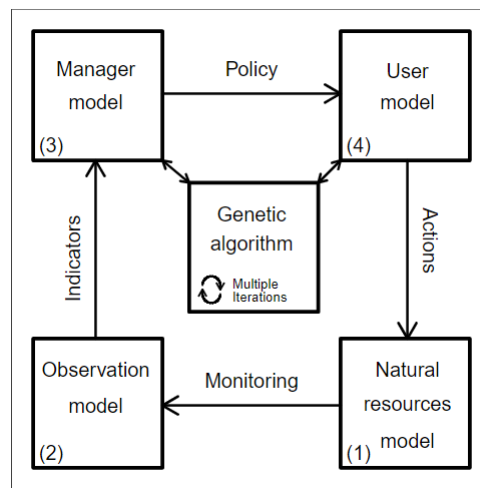 Manager
model
(3)
Policy
User
model
(4)
Genetic
algorithm
Multiple
Iterations
Indicators
Actions
Observation
model
(2)
Monitoring
Natural
resources
model
(1)